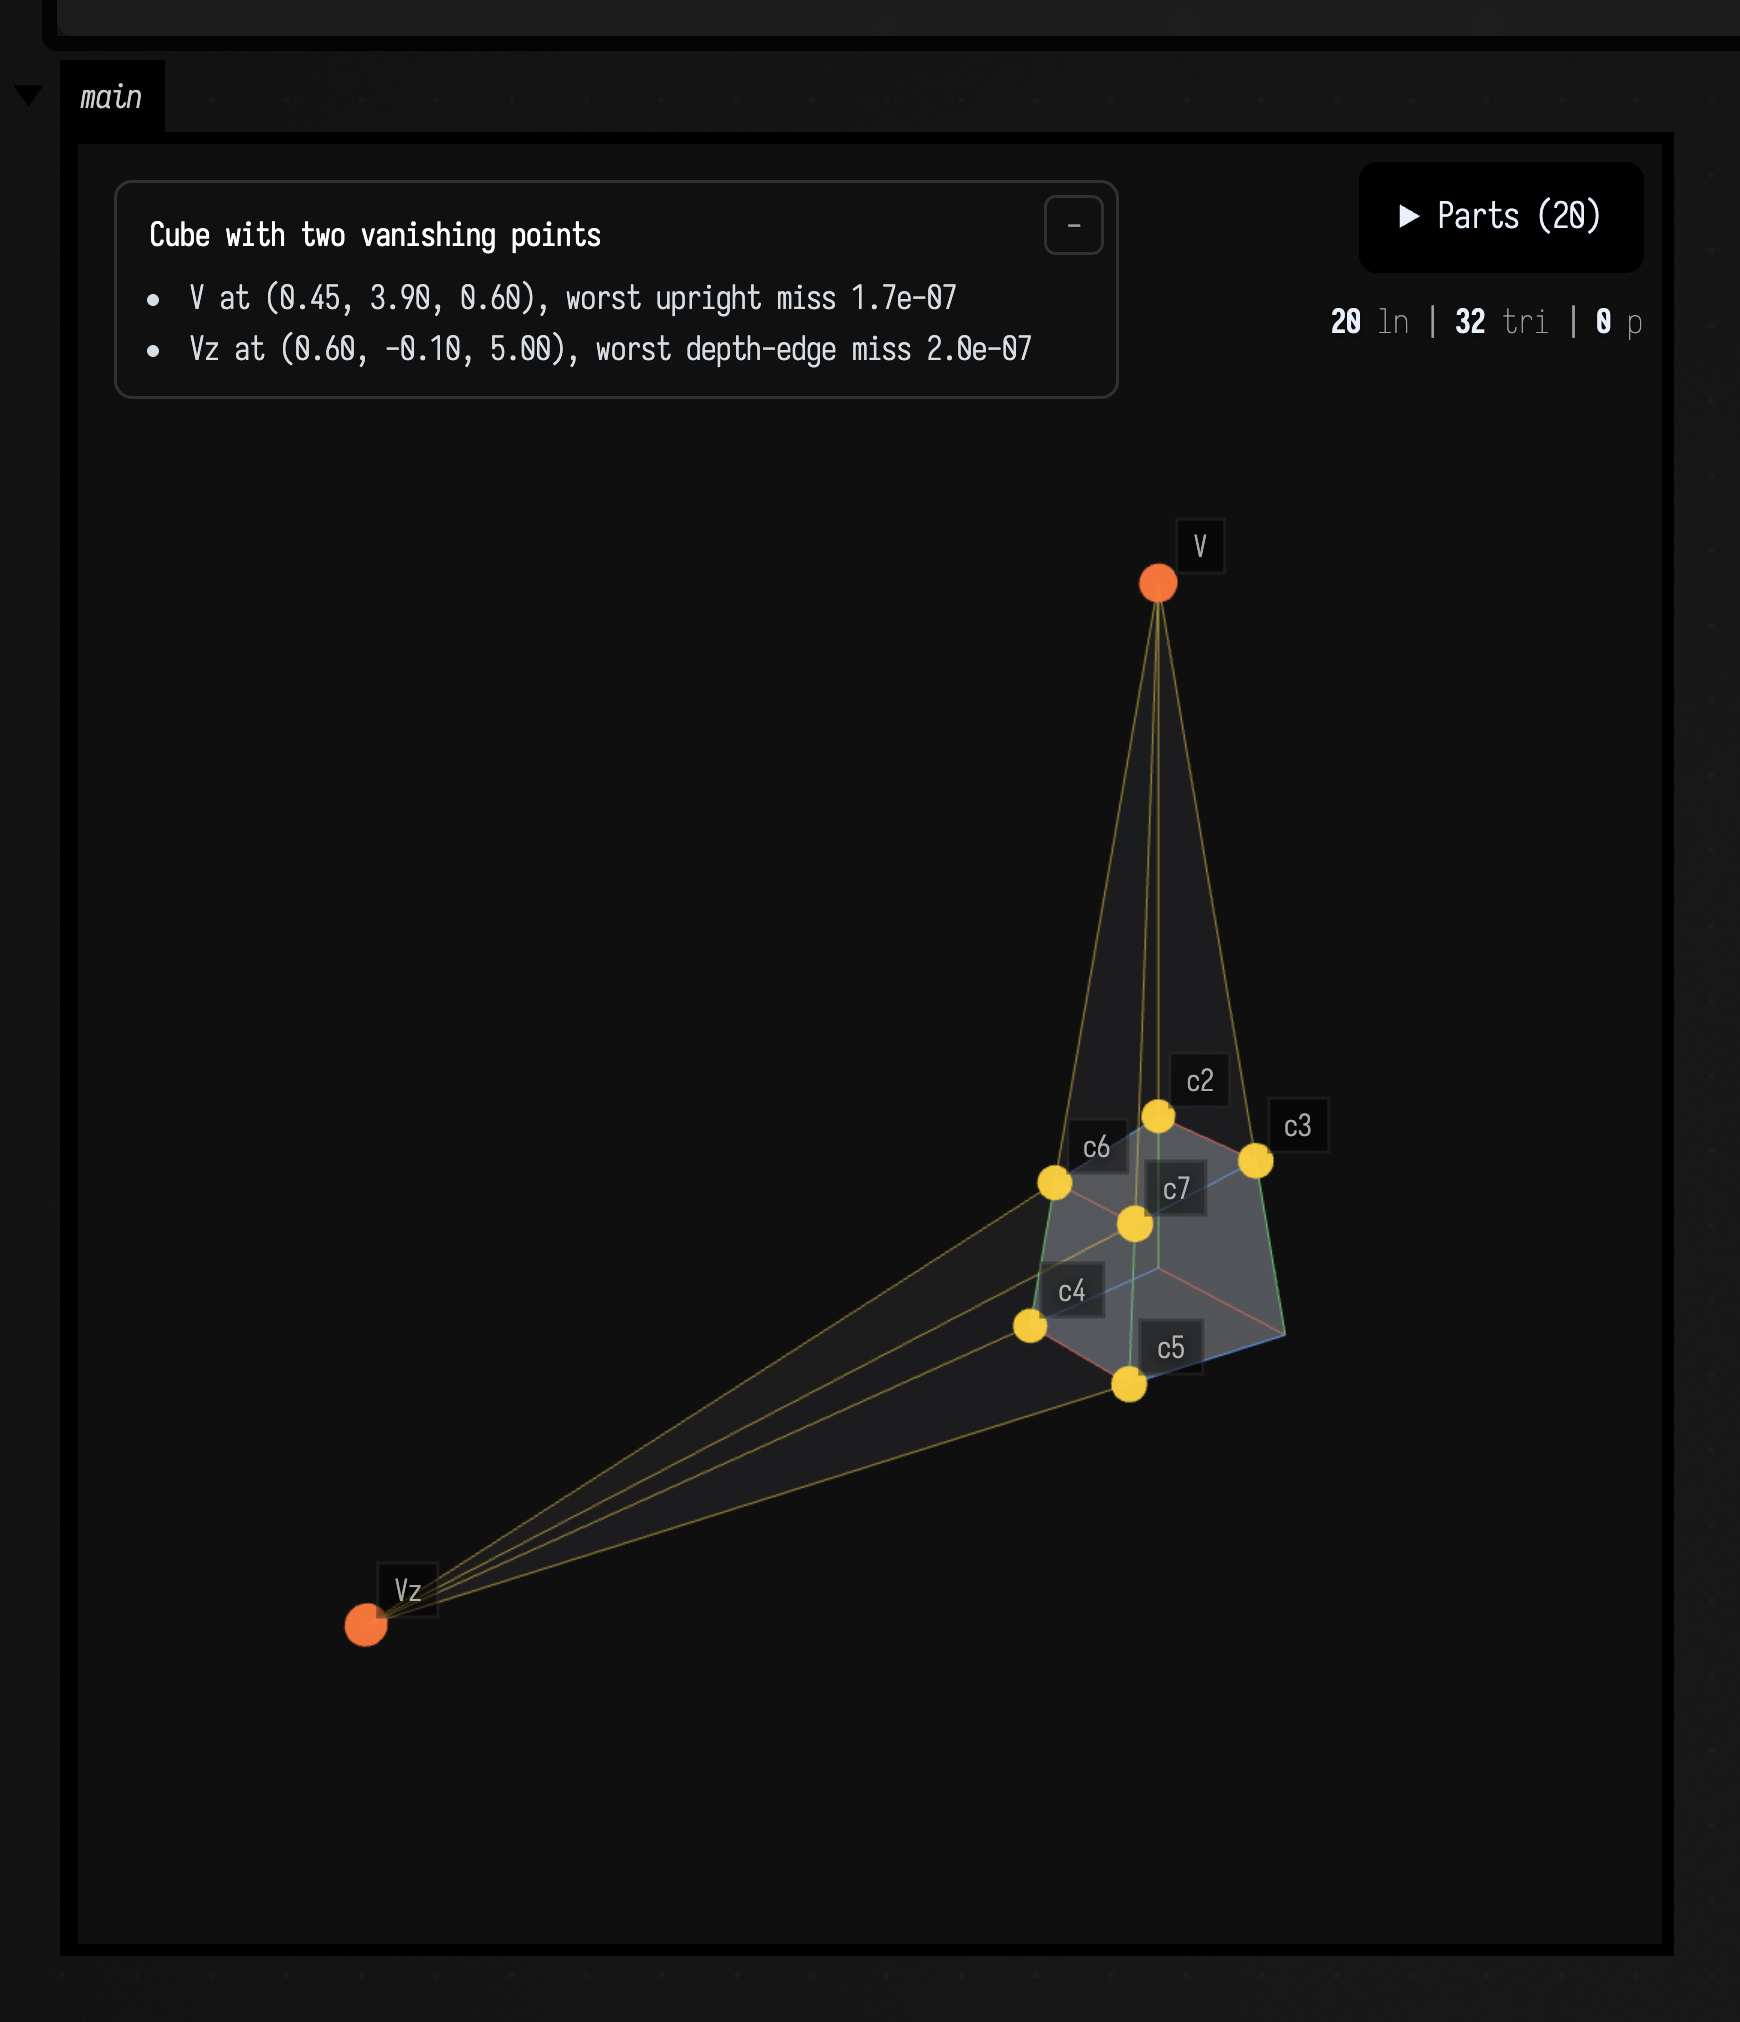 main
Cube with two vanishing points
–
• V at (0.45, 3.90, 0.60), worst upright miss 1.7e-07
• Vz at (0.60, -0.10, 5.00), worst depth-edge miss 2.0e-07
▶ Parts (20)
20 ln | 32 tri | 0 p
V
c2
c3
c6
c7
c4
c5
Vz